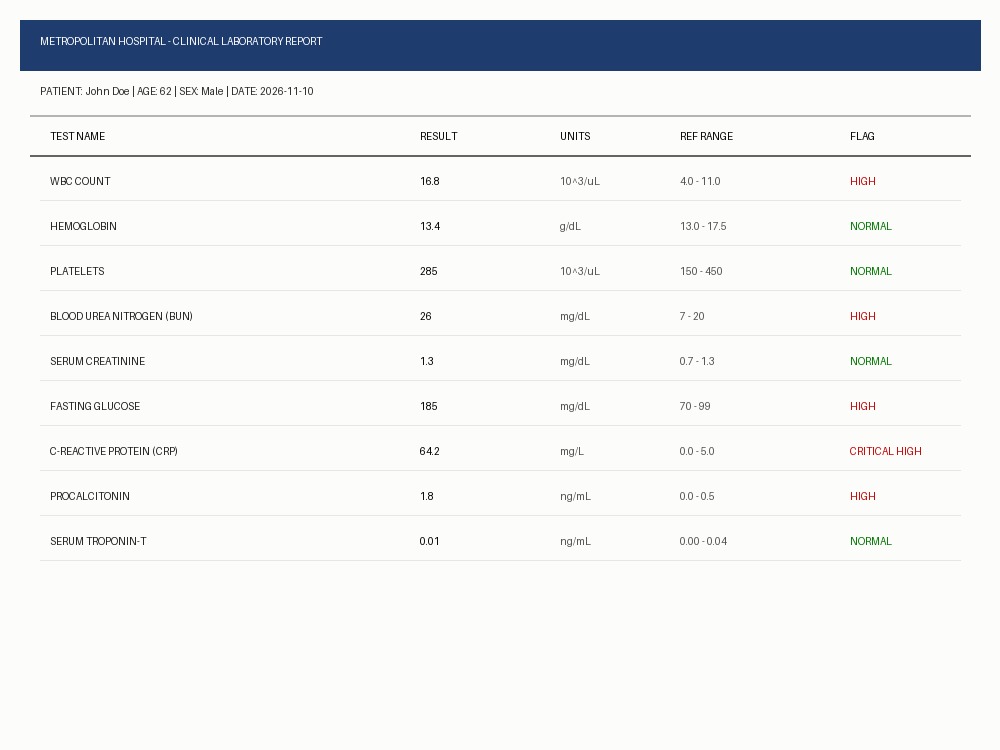 METROPOLITAN HOSPITAL - CLINICAL LABORATORY REPORT
PATIENT: John Doe | AGE: 62 | SEX: Male | DATE: 2026-11-10
TEST NAME RESULT UNITS REF RANGE FLAG
WBC COUNT 16.8 10^3/uL 4.0 - 11.0 HIGH
HEMOGLOBIN 13.4 g/dL 13.0 - 17.5 NORMAL
PLATELETS 285 10^3/uL 150 - 450 NORMAL
BLOOD UREA NITROGEN (BUN) 26 mg/dL 7 - 20 HIGH
SERUM CREATININE 1.3 mg/dL 0.7 - 1.3 NORMAL
FASTING GLUCOSE 185 mg/dL 70 - 99 HIGH
C-REACTIVE PROTEIN (CRP) 64.2 mg/L 0.0 - 5.0 CRITICAL HIGH
PROCALCITONIN 1.8 ng/mL 0.0 - 0.5 HIGH
SERUM TROPONIN-T 0.01 ng/mL 0.00 - 0.04 NORMAL